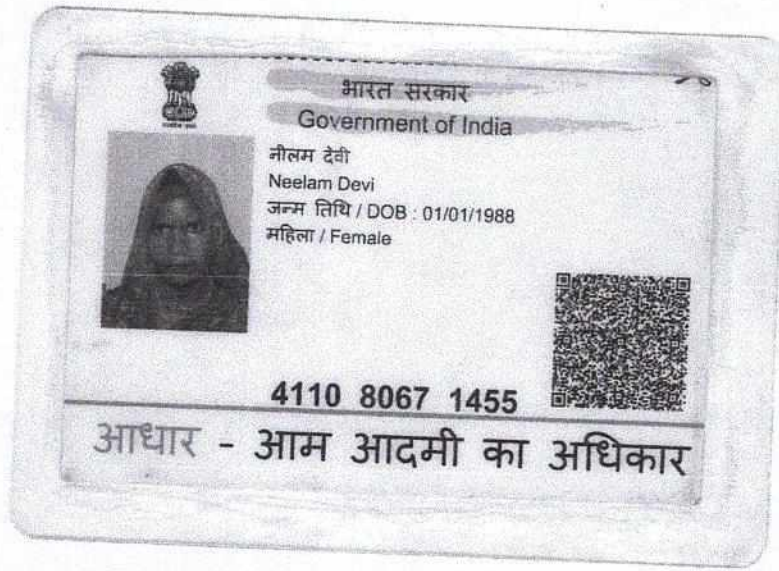 भारत सरकार
Government of India
नीलम देवी
Neelam Devi
जन्म तिथि / DOB : 01/01/1988
महिला / Female
4110 8067 1455
आधार - आम आदमी का अधिकार